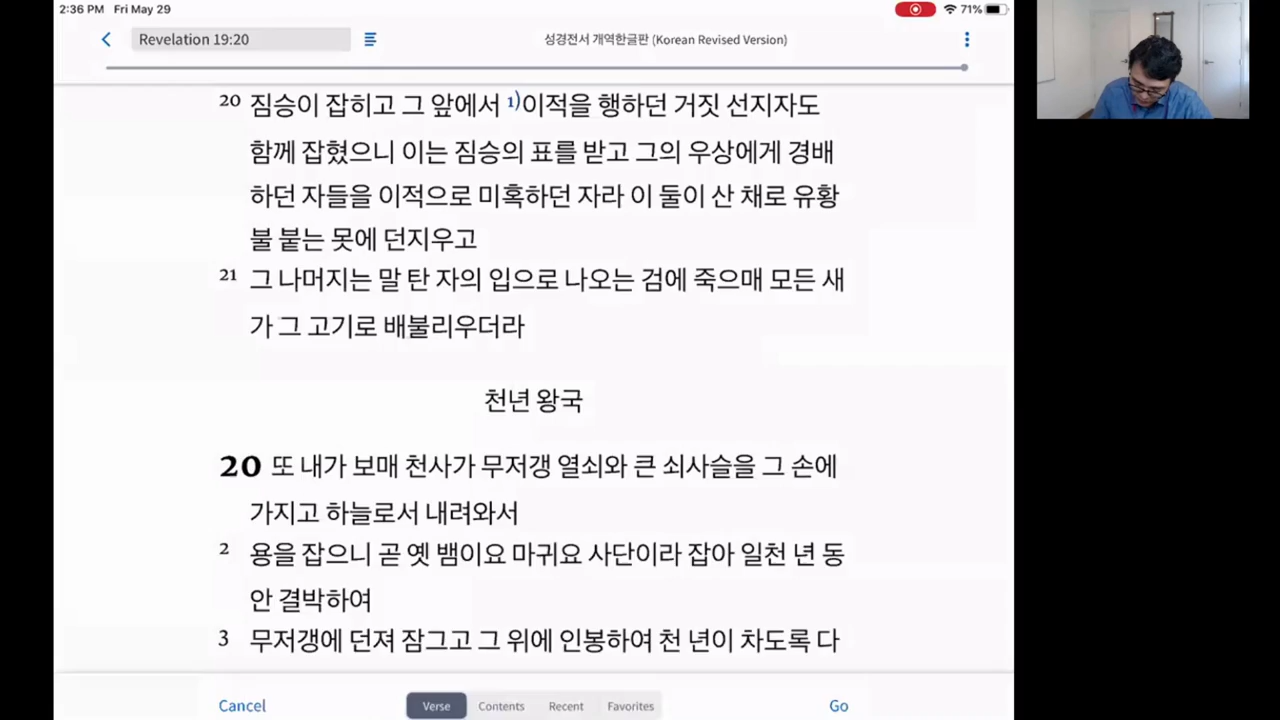 2:36 PM Fri May 29 71%
Revelation 19:20 성경전서 개역한글판 (Korean Revised Version)
20 짐승이 잡히고 그 앞에서 1)이적을 행하던 거짓 선지자도
함께 잡혔으니 이는 짐승의 표를 받고 그의 우상에게 경배
하던 자들을 이적으로 미혹하던 자라 이 둘이 산 채로 유황
불 붙는 못에 던지우고
21 그 나머지는 말 탄 자의 입으로 나오는 검에 죽으매 모든 새
가 그 고기로 배불리우더라
천년 왕국
20 또 내가 보매 천사가 무저갱 열쇠와 큰 쇠사슬을 그 손에
가지고 하늘로서 내려와서
2 용을 잡으니 곧 옛 뱀이요 마귀요 사단이라 잡아 일천 년 동
안 결박하여
3 무저갱에 던져 잠그고 그 위에 인봉하여 천 년이 차도록 다
Cancel Verse Contents Recent Favorites Go